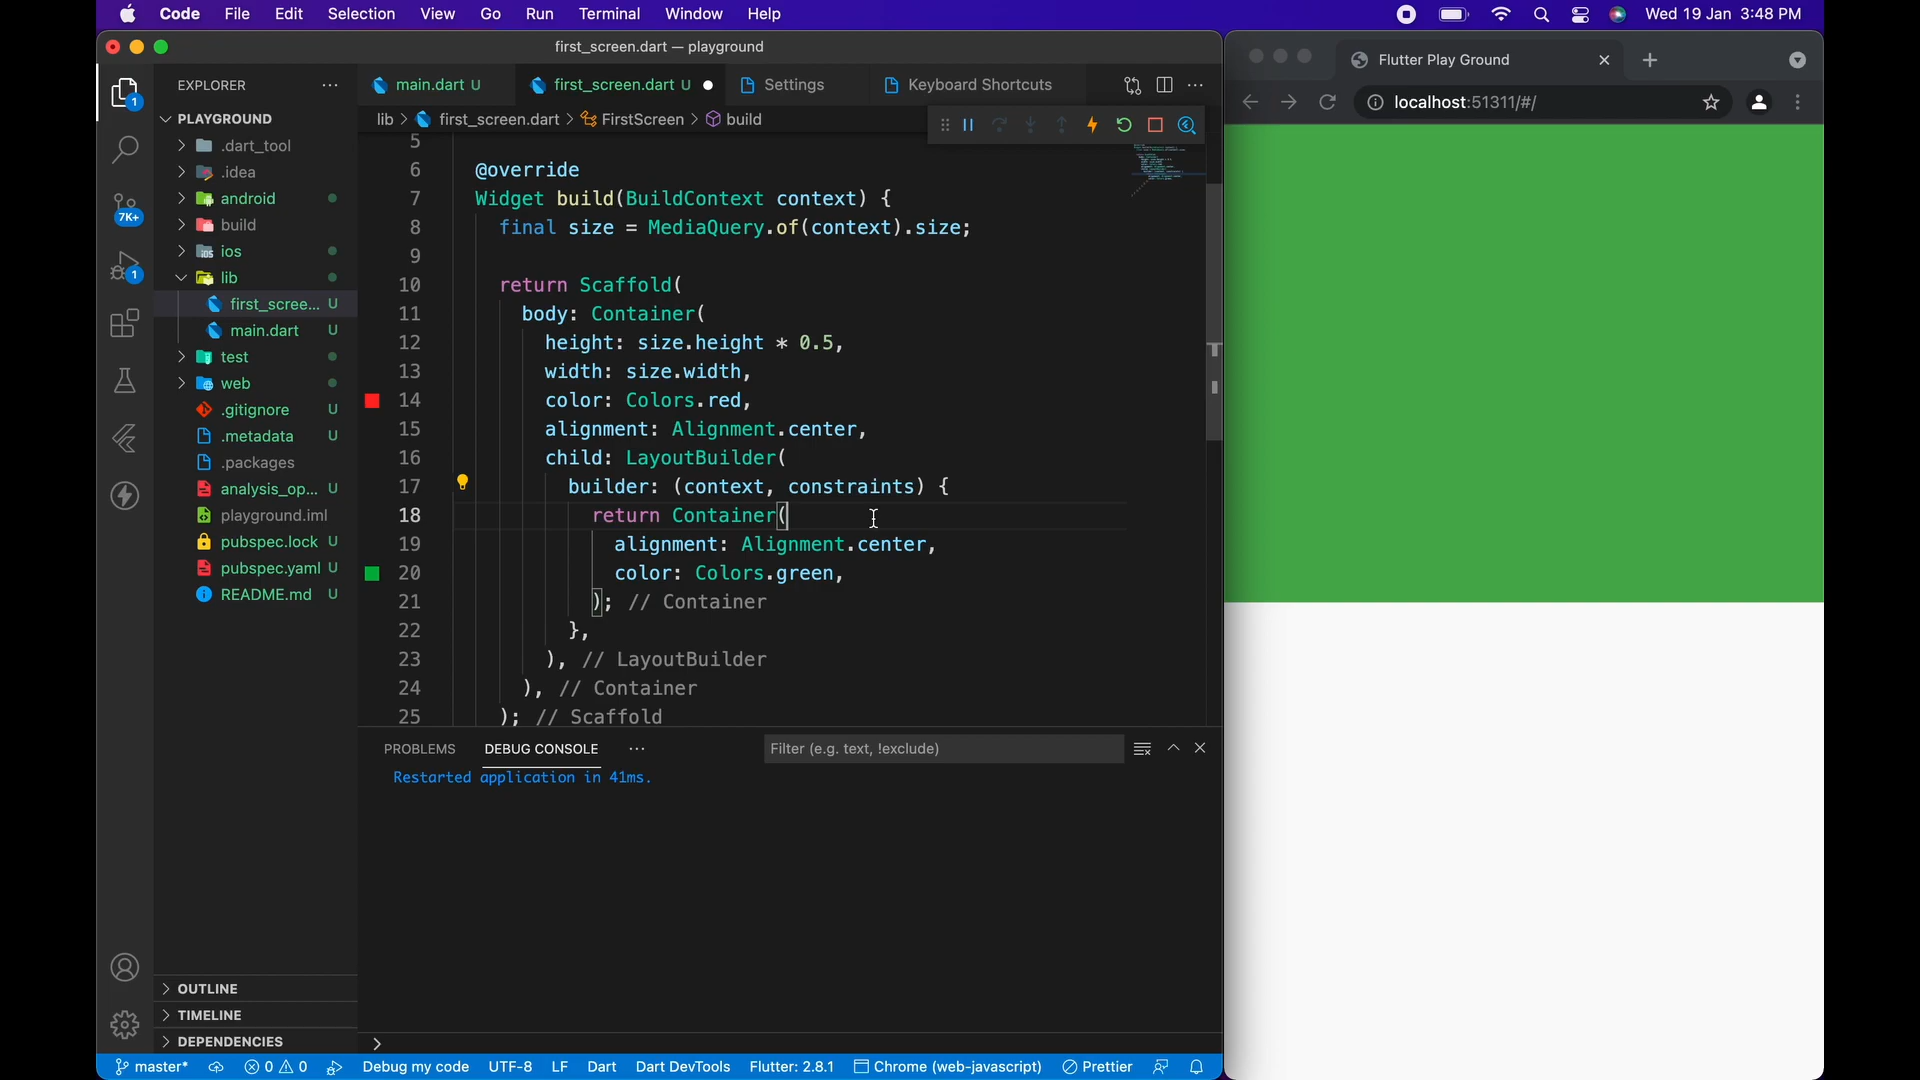 Code File Edit Selection View Go Run Terminal Window Help Wed 19 Jan 3:48 PM
first_screen.dart — playground
Flutter Play Ground
localhost:51311/#/
EXPLORER
main.dart U first_screen.dart U Settings Keyboard Shortcuts
lib > first_screen.dart > FirstScreen > build
1
7K+
1
PLAYGROUND
.dart_tool
.idea
android
build
ios
lib
first_scree... U
main.dart U
test
web
.gitignore U
.metadata U
.packages
analysis_op... U
playground.iml
pubspec.lock U
pubspec.yaml U
README.md U
OUTLINE
TIMELINE
DEPENDENCIES
5
6 @override
7 Widget build(BuildContext context) {
8 final size = MediaQuery.of(context).size;
9
10 return Scaffold(
11 body: Container(
12 height: size.height * 0.5,
13 width: size.width,
14 color: Colors.red,
15 alignment: Alignment.center,
16 child: LayoutBuilder(
17 builder: (context, constraints) {
18 return Container(
19 alignment: Alignment.center,
20 color: Colors.green,
21 ); // Container
22 },
23 ), // LayoutBuilder
24 ), // Container
25 ); // Scaffold
PROBLEMS DEBUG CONSOLE ... Filter (e.g. text, !exclude)
Restarted application in 41ms.
>
master* 0 0 Debug my code UTF-8 LF Dart Dart DevTools Flutter: 2.8.1 Chrome (web-javascript) Prettier